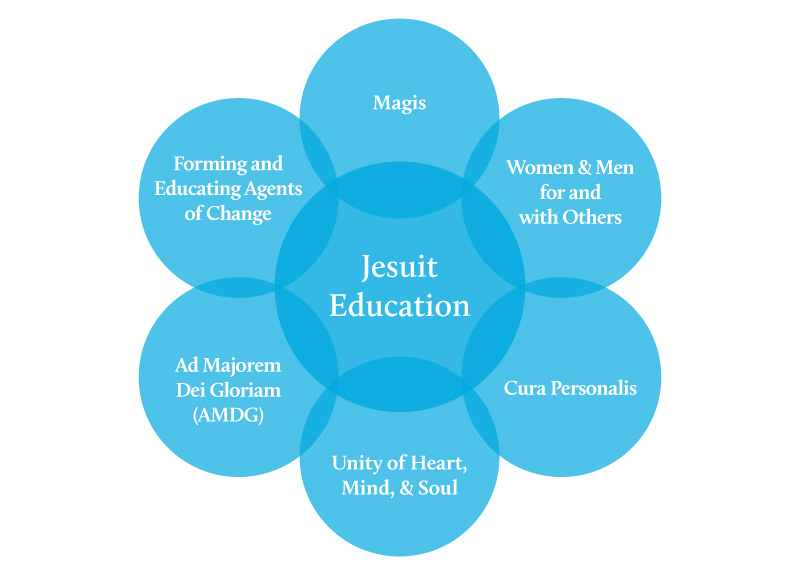 Magis
Women & Men
for and
with Others
Cura Personalis
Unity of Heart,
Mind, & Soul
Ad Majorem
Dei Gloriam
(AMDG)
Forming and
Educating Agents
of Change
Jesuit
Education